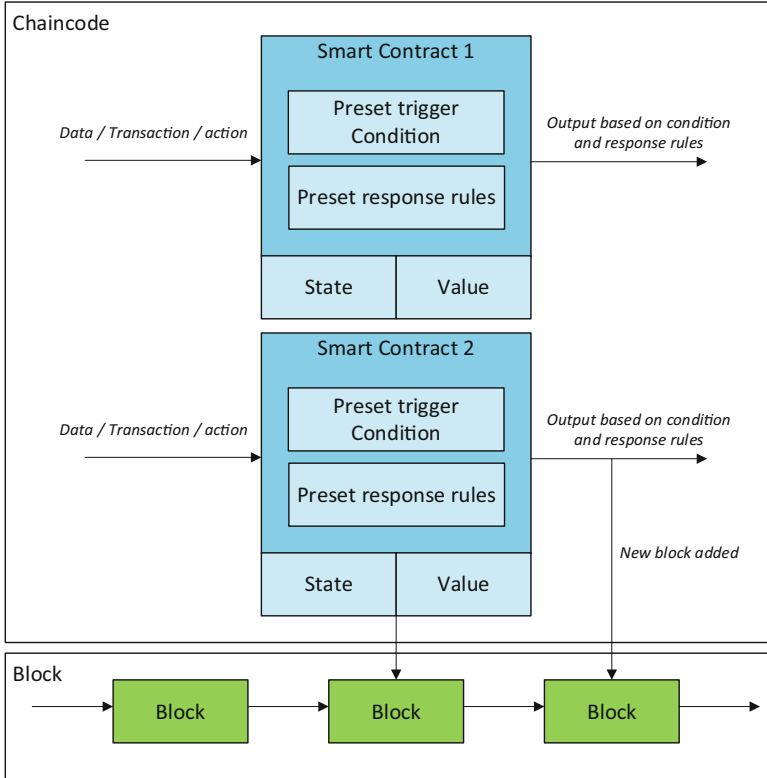 Chaincode
Smart Contract 1
Preset trigger
Condition
Data / Transaction / action
Output based on condition
and response rules
Preset response rules
State
Value
Smart Contract 2
Preset trigger
Condition
Data / Transaction / action
Output based on condition
and response rules
Preset response rules
New block added
State
Value
Block
Block
Block
Block